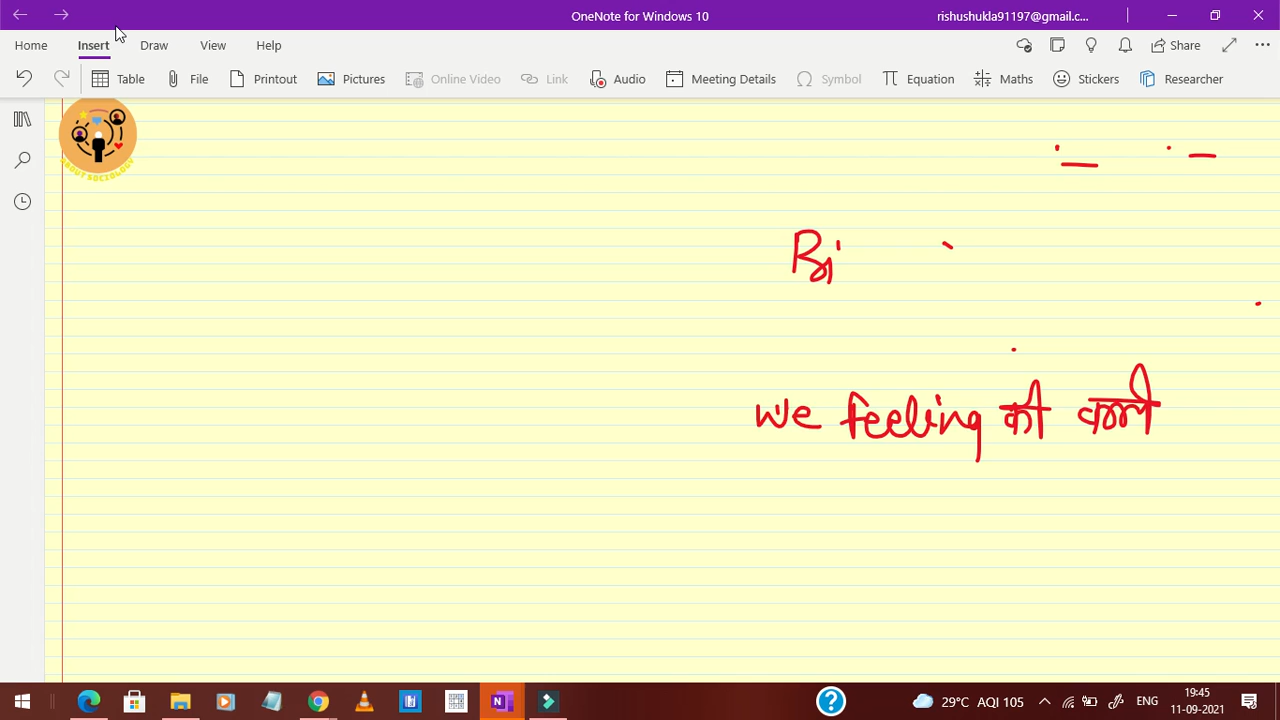 OneNote for Windows 10
rishushukla91197@gmail.c...
Home Insert Draw View Help
Share
Table File Printout Pictures Online Video Link Audio Meeting Details Symbol Equation Maths Stickers Researcher
ABOUT SOCIOLOGY
we feeling की कमी
29°C AQI 105
ENG
19:45
11-09-2021